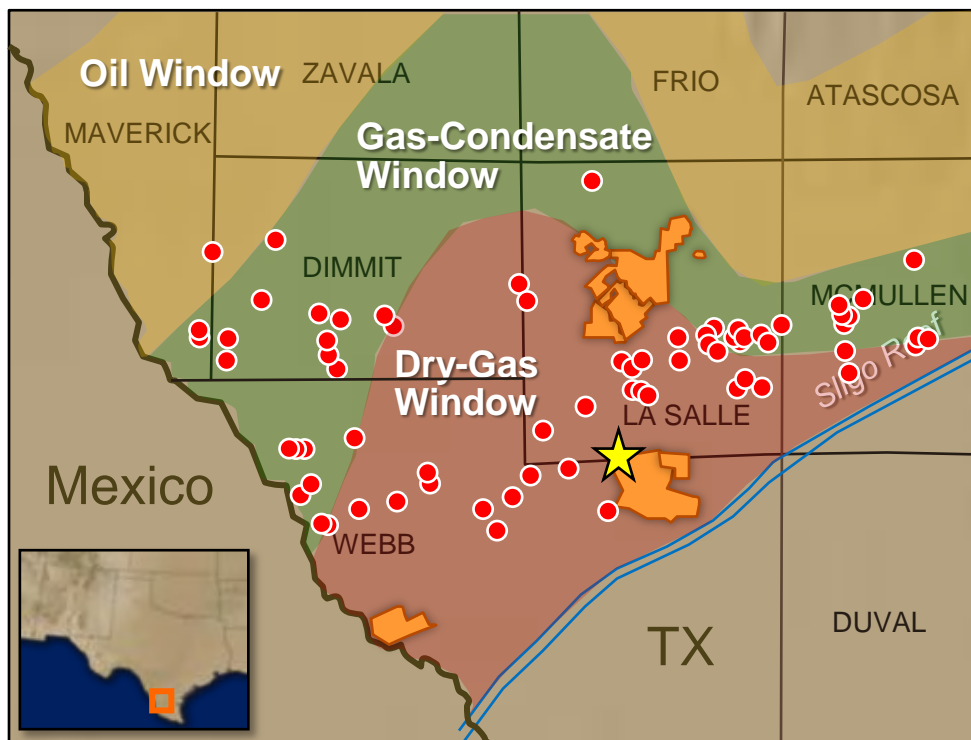 Oil Window
ZAVALA
FRIO
ATASCOSA
MAVERICK
Gas-Condensate
Window
DIMMIT
MCMULLEN
Dry-Gas
Window
Sligo Reef
LA SALLE
Mexico
WEBB
TX
DUVAL